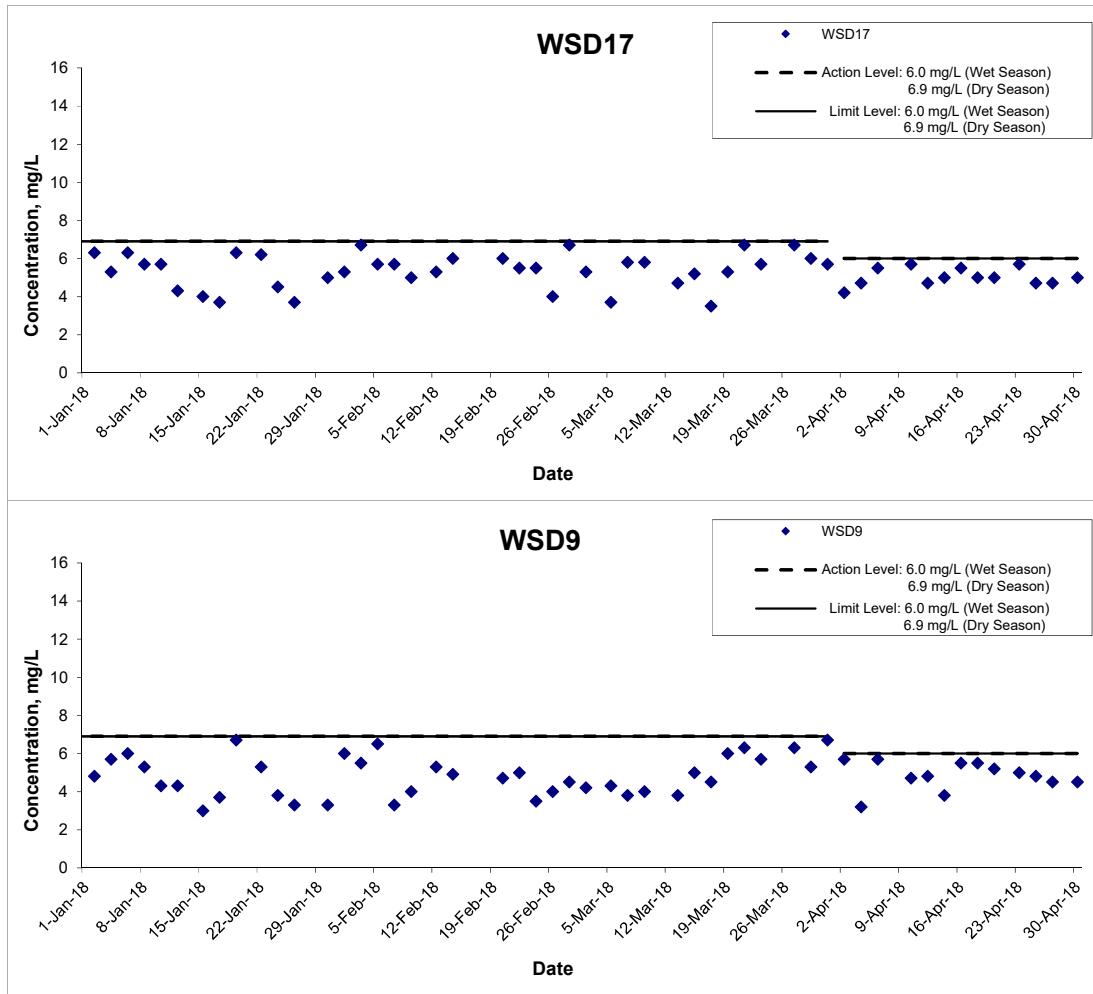 WSD17
WSD17
Action Level: 6.0 mg/L (Wet Season)
6.9 mg/L (Dry Season)
Limit Level: 6.0 mg/L (Wet Season)
6.9 mg/L (Dry Season)
Concentration, mg/L
16
14
12
10
8
6
4
2
0
1-Jan-18
8-Jan-18
15-Jan-18
22-Jan-18
29-Jan-18
5-Feb-18
12-Feb-18
19-Feb-18
26-Feb-18
5-Mar-18
12-Mar-18
19-Mar-18
26-Mar-18
2-Apr-18
9-Apr-18
16-Apr-18
23-Apr-18
30-Apr-18
Date
WSD9
WSD9
Action Level: 6.0 mg/L (Wet Season)
6.9 mg/L (Dry Season)
Limit Level: 6.0 mg/L (Wet Season)
6.9 mg/L (Dry Season)
Concentration, mg/L
16
14
12
10
8
6
4
2
0
1-Jan-18
8-Jan-18
15-Jan-18
22-Jan-18
29-Jan-18
5-Feb-18
12-Feb-18
19-Feb-18
26-Feb-18
5-Mar-18
12-Mar-18
19-Mar-18
26-Mar-18
2-Apr-18
9-Apr-18
16-Apr-18
23-Apr-18
30-Apr-18
Date